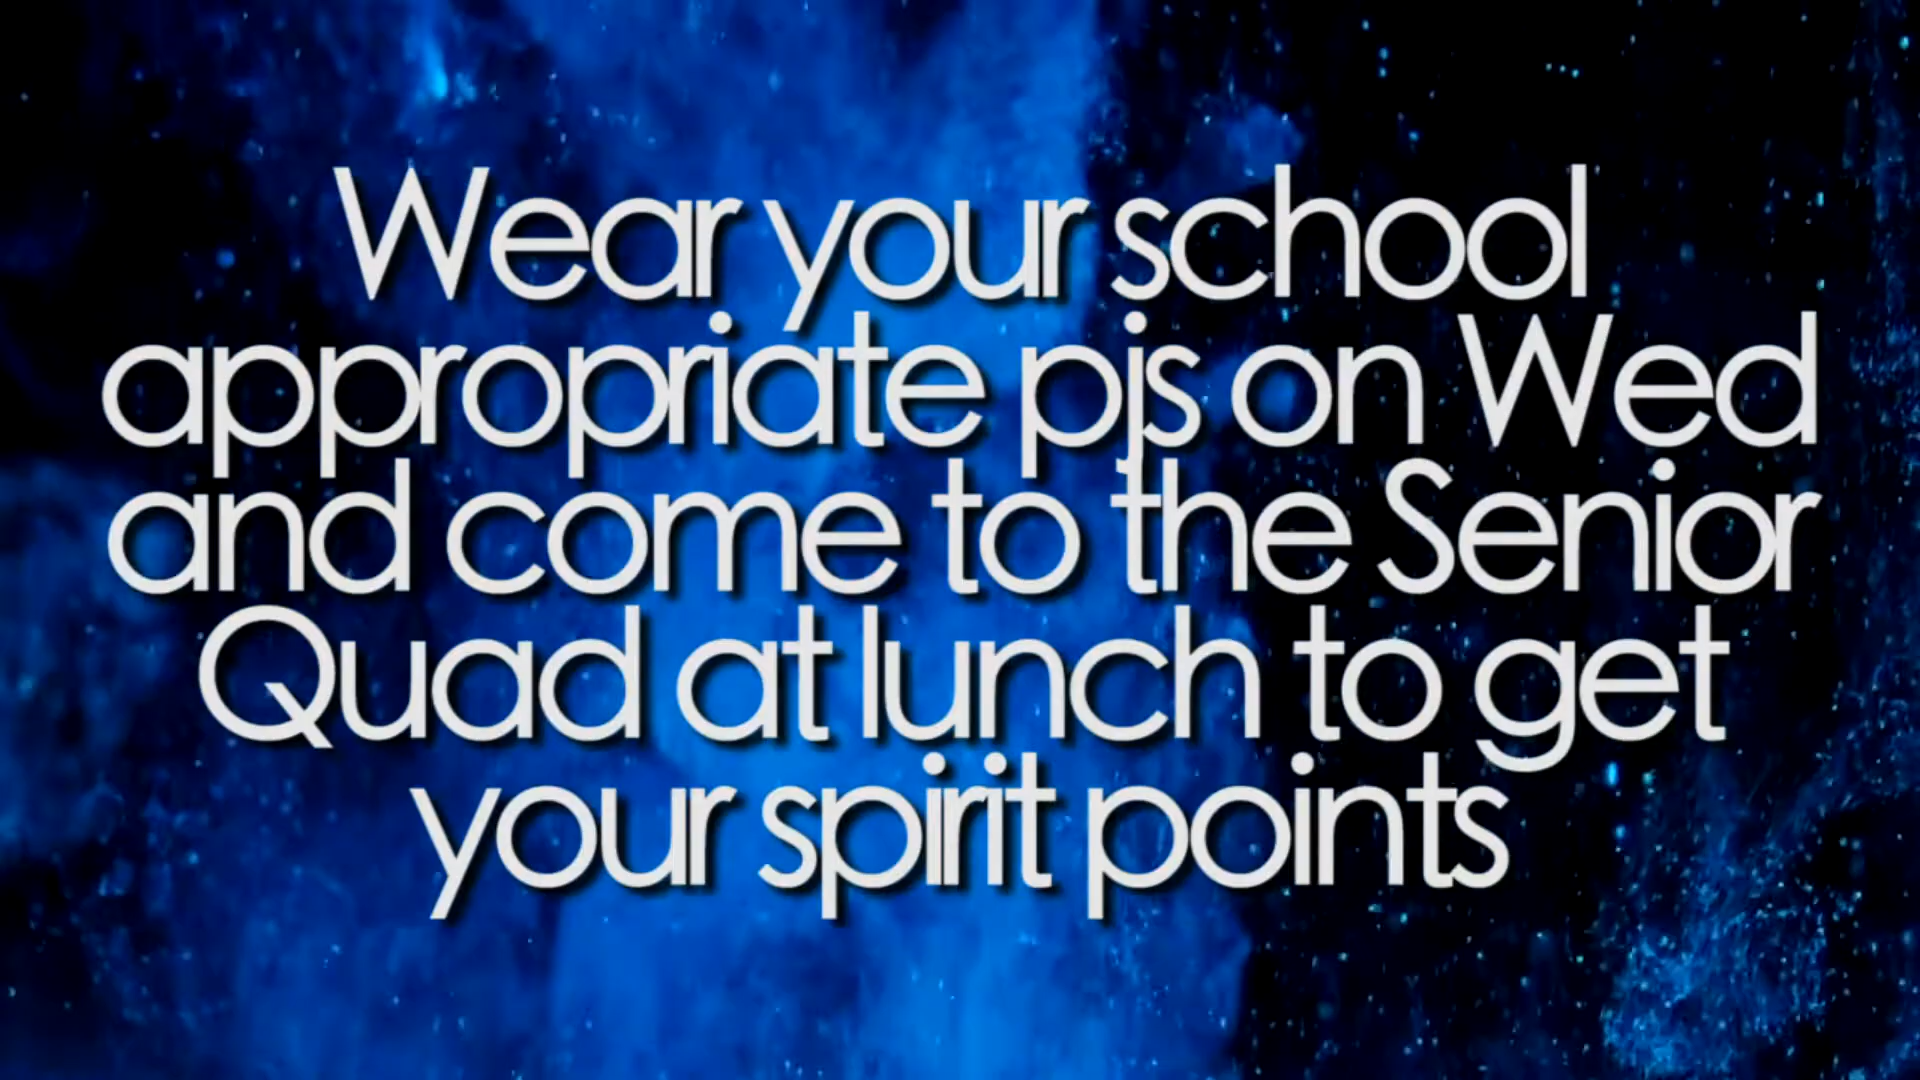 Wear your school
appropriate pjs on Wed
and come to the Senior
Quad at lunch to get
your spirit points